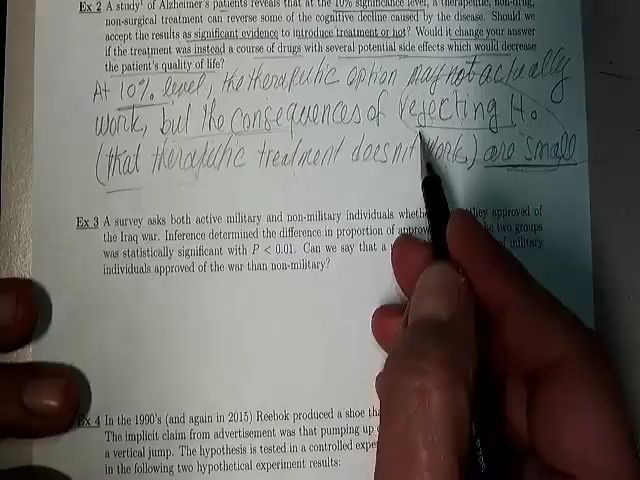 Ex 2 A study¹ of Alzheimer's patients reveals that at the 10% significance level, a therapeutic, non-drug,
non-surgical treatment can reverse some of the cognitive decline caused by the disease. Should we
accept the results as significant evidence to introduce treatment or not? Would it change your answer
if the treatment was instead a course of drugs with several potential side effects which would decrease
the patient's quality of life?
At 10% level, the therapeutic option may not actually
work, but the consequences of rejecting H₀
(that therapeutic treatment doesn't works) are small
Ex 3 A survey asks both active military and non-military individuals they approved of
the Iraq war. Inference determined the difference in proportion of two groups
was statistically significant with P < 0.01. Can we say that a of military
individuals approved of the war than non-military?
Ex 4 In the 1990's (and again in 2015) Reebok produced a shoe
The implicit claim from advertisement was that pumping up
a vertical jump. The hypothesis is tested in a controlled
in the following two hypothetical experiment results: